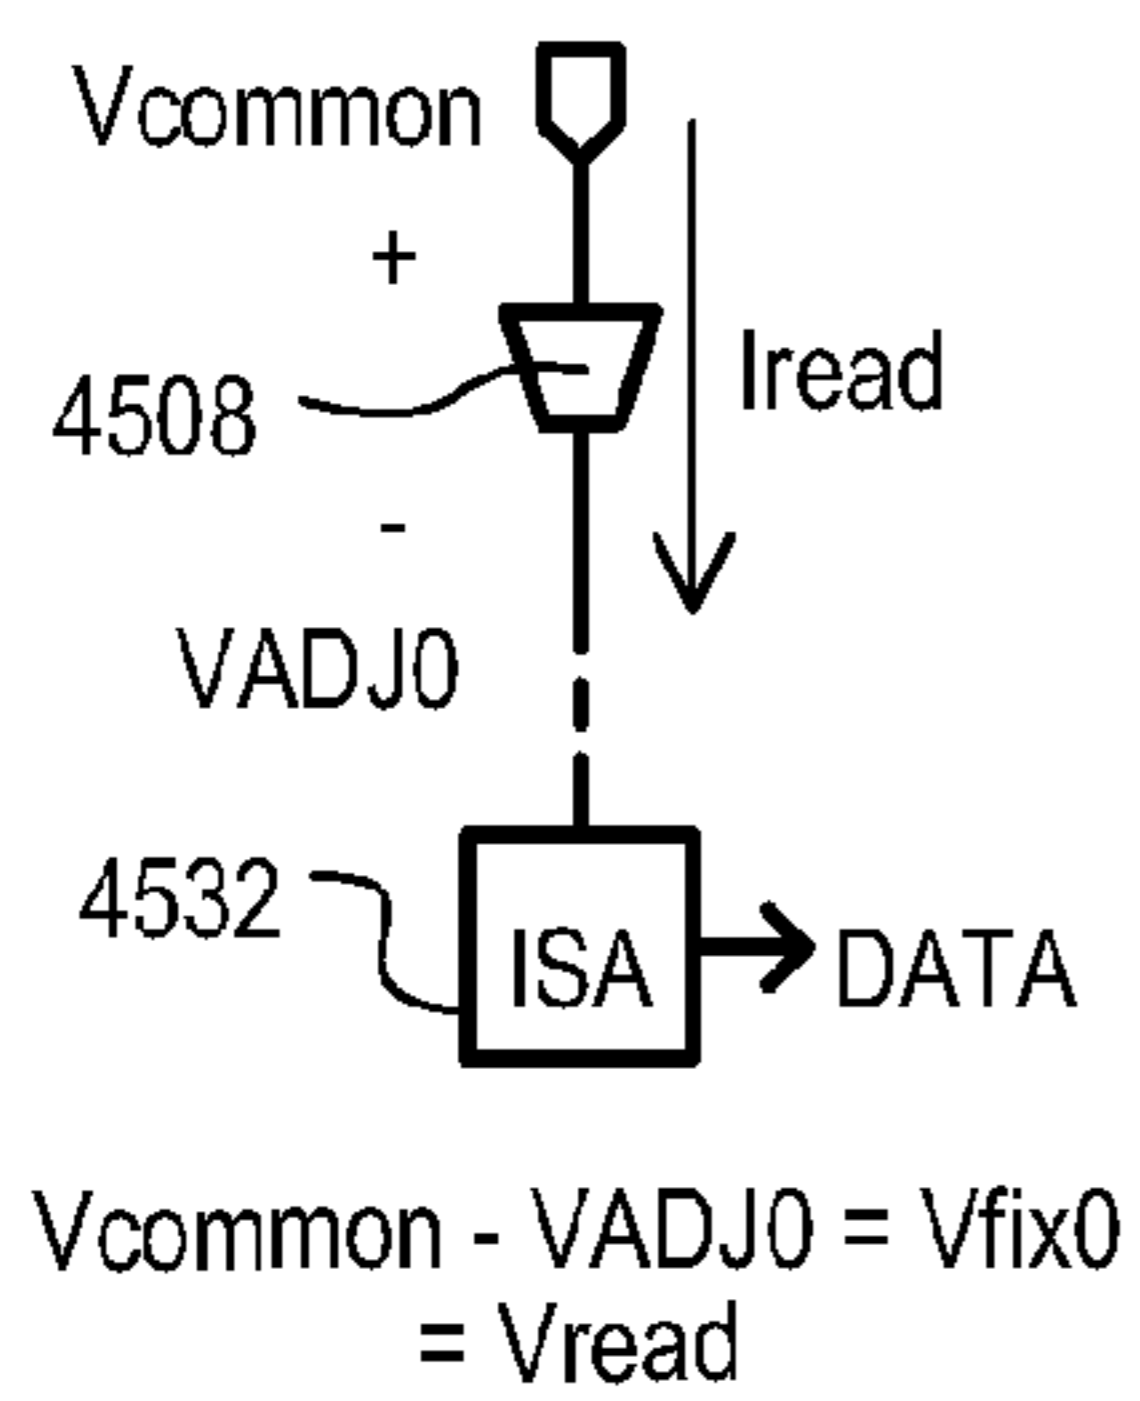 Vcommon
+
4508
Iread
-
VADJ0
4532
ISA
DATA
Vcommon - VADJ0 = Vfix0
= Vread